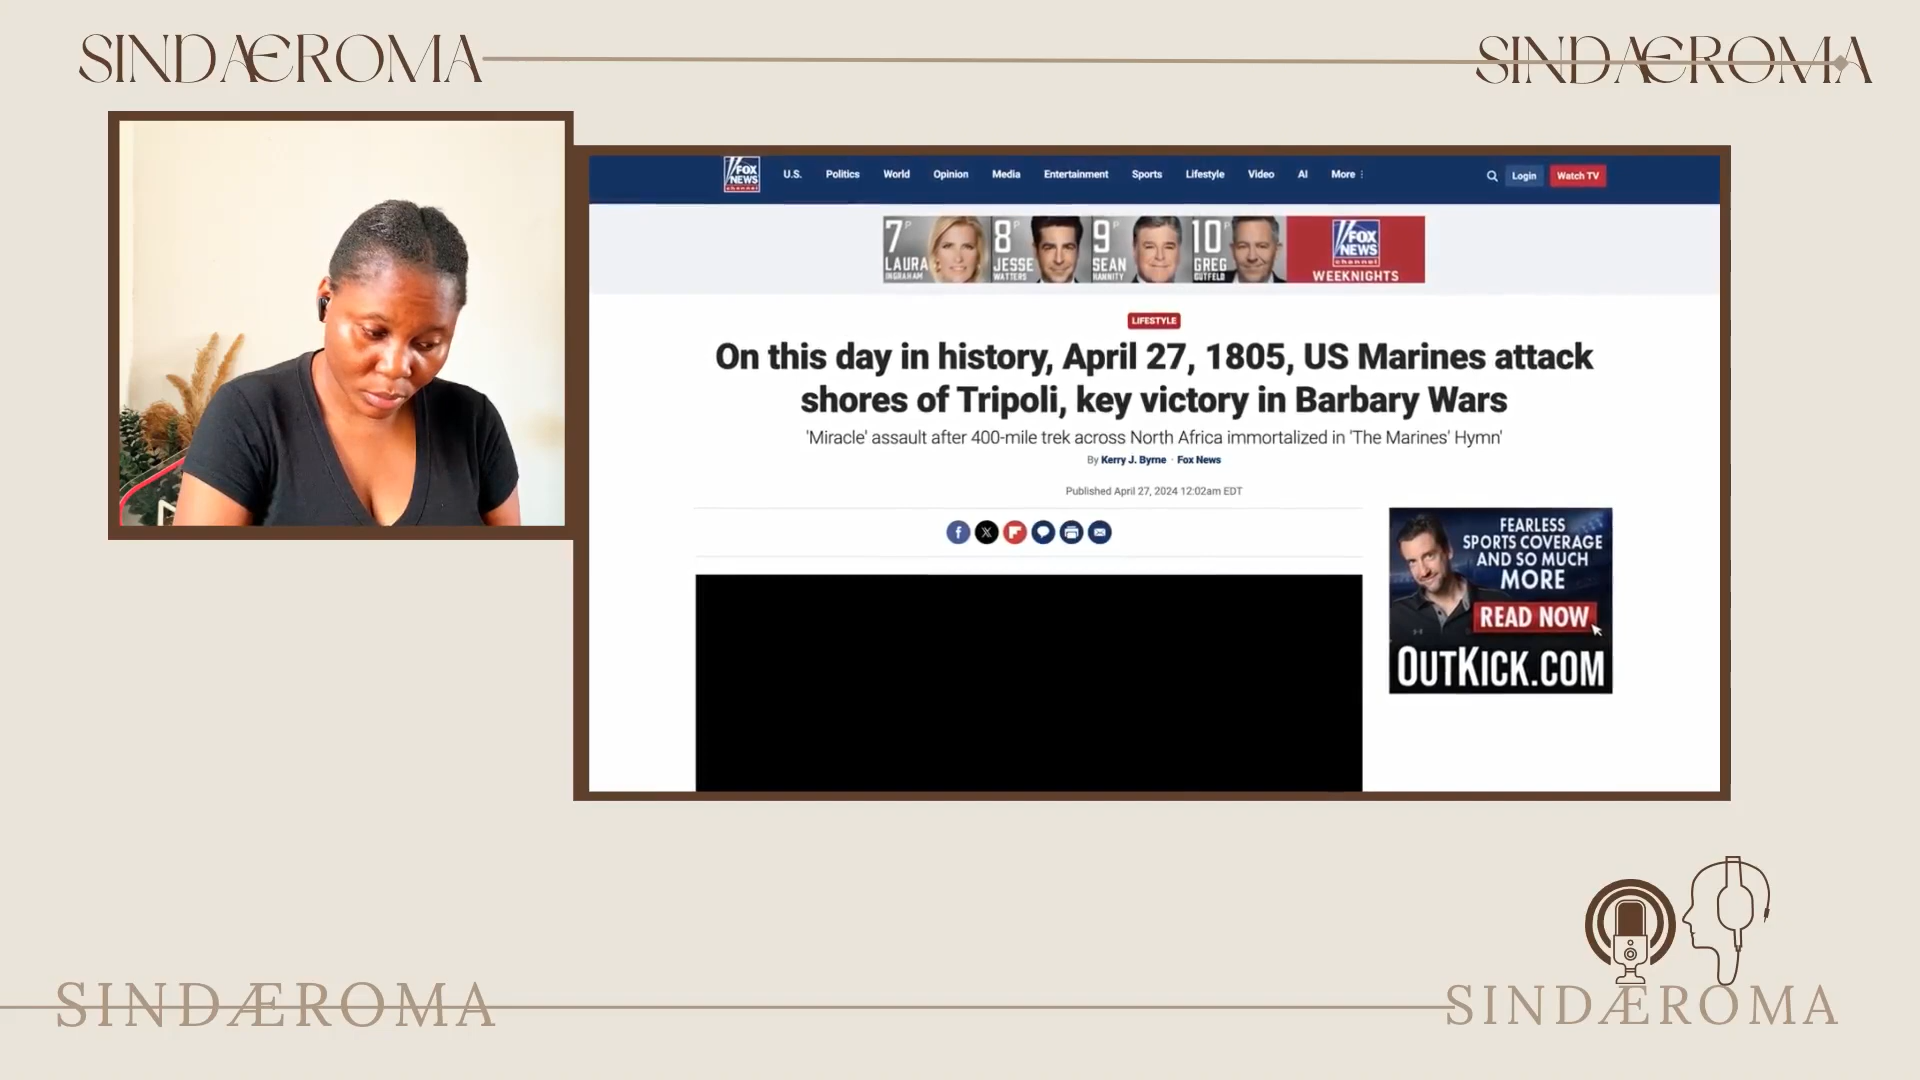 SINDÆROMA
SINDÆROMA
FOX
NEWS
channel
U.S. Politics World Opinion Media Entertainment Sports Lifestyle Video AI More
Login
Watch TV
7P
LAURA
INGRAHAM
8P
JESSE
WATTERS
9P
SEAN
HANNITY
10P
GREG
GUTFELD
FOX
NEWS
channel
WEEKNIGHTS
LIFESTYLE
On this day in history, April 27, 1805, US Marines attack
shores of Tripoli, key victory in Barbary Wars
'Miracle' assault after 400-mile trek across North Africa immortalized in 'The Marines' Hymn'
By Kerry J. Byrne · Fox News
Published April 27, 2024 12:02am EDT
FEARLESS
SPORTS COVERAGE
AND SO MUCH
MORE
READ NOW
OUTKICK.COM
SINDÆROMA
SINDÆROMA